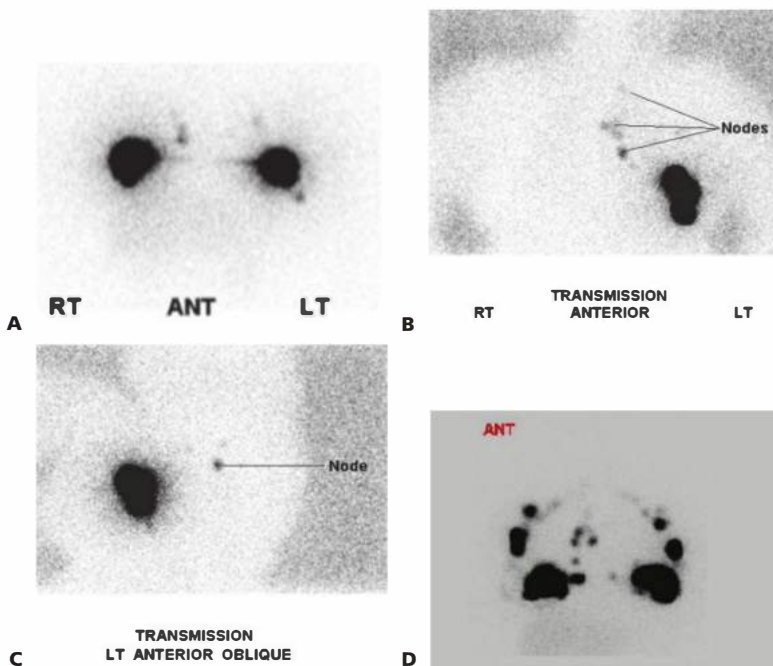 A
RT ANT LT
B
Nodes
TRANSMISSION
RT ANTERIOR LT
C
Node
TRANSMISSION
LT ANTERIOR OBLIQUE
D
ANT